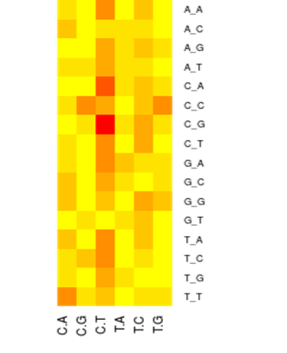 A_A
A_C
A_G
A_T
C_A
C_C
C_G
C_T
G_A
G_C
G_G
G_T
T_A
T_C
T_G
T_T
C.A C.G C.T T.A T.C T.G